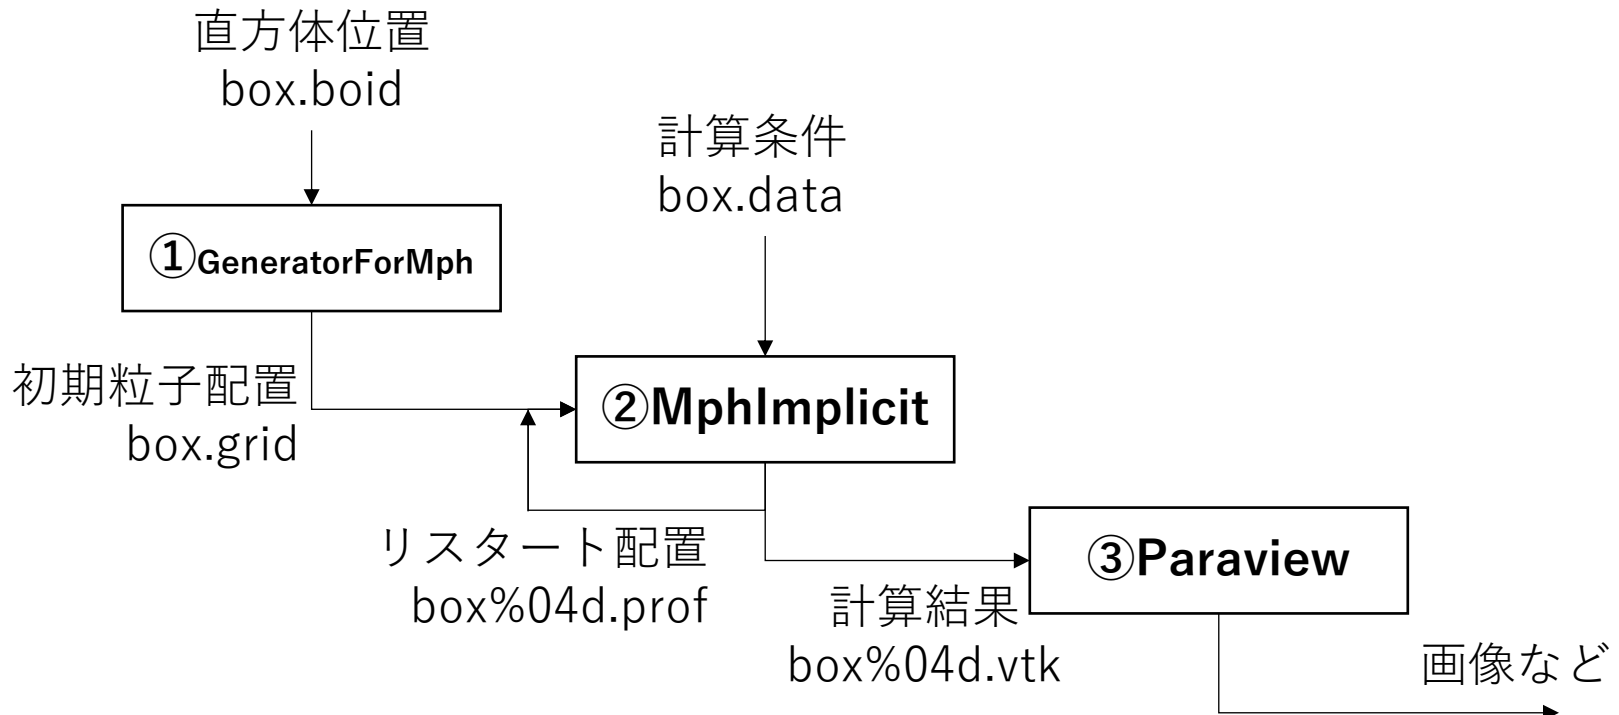 直方体位置
box.boid
計算条件
box.data
①GeneratorForMph
初期粒子配置
box.grid
②MphImplicit
リスタート配置
box%04d.prof
③Paraview
計算結果
box%04d.vtk
画像など